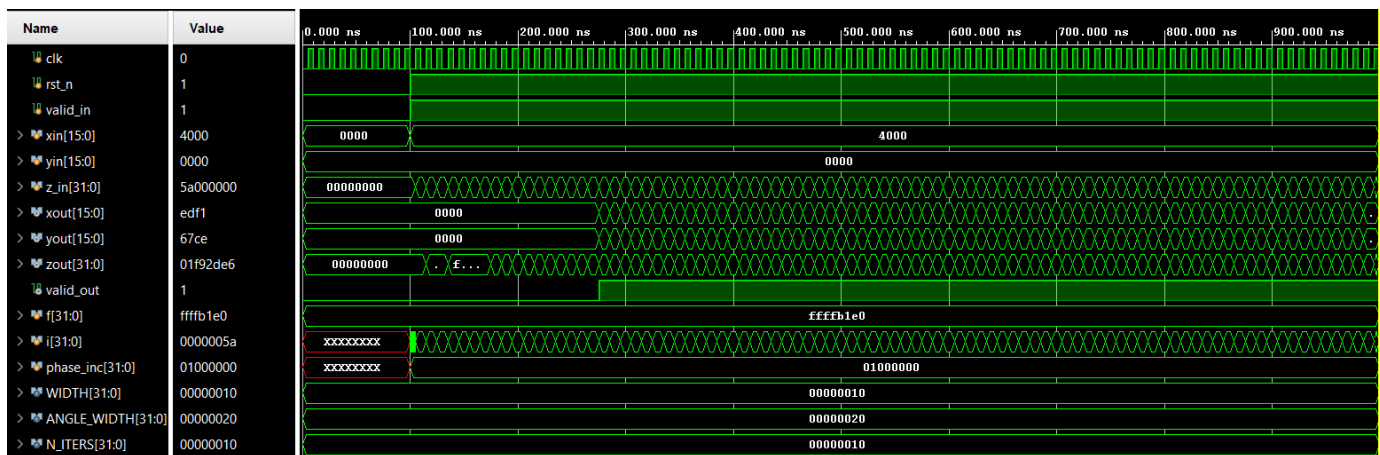 Name Value 0.000 ns 100.000 ns 200.000 ns 300.000 ns 400.000 ns 500.000 ns 600.000 ns 700.000 ns 800.000 ns 900.000 ns
clk 0
rst_n 1
valid_in 1
xin[15:0] 4000 0000 4000
yin[15:0] 0000 0000
z_in[31:0] 5a000000 00000000
xout[15:0] edf1 0000 .
yout[15:0] 67ce 0000 .
zout[31:0] 01f92de6 00000000 . f...
valid_out 1
f[31:0] ffffb1e0 ffffb1e0
i[31:0] 0000005a XXXXXXXX
phase_inc[31:0] 01000000 XXXXXXXX 01000000
WIDTH[31:0] 00000010 00000010
ANGLE_WIDTH[31:0] 00000020 00000020
N_ITERS[31:0] 00000010 00000010